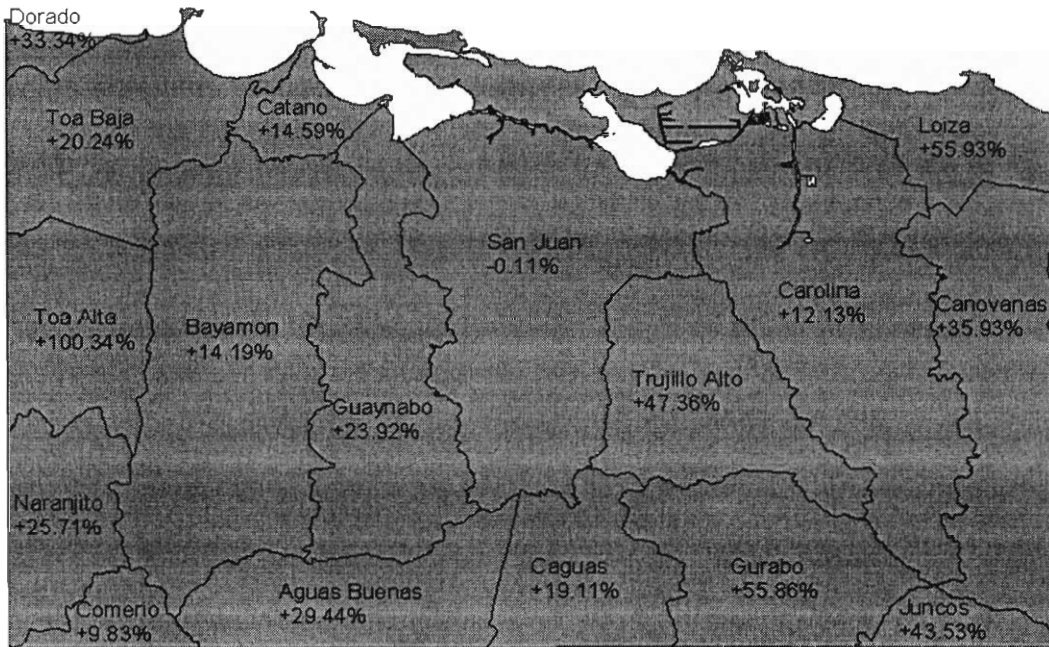 Dorado
+33.34%
Toa Baja
+20.24%
Catano
+14.59%
Loiza
+55.93%
San Juan
-0.11%
Toa Alta
+100.34%
Bayamon
+14.19%
Carolina
+12.13%
Canovanas
+35.93%
Guaynabo
+23.92%
Trujillo Alto
+47.36%
Naranjito
+25.71%
Comerio
+9.83%
Aguas Buenas
+29.44%
Caguas
+19.11%
Gurabo
+55.86%
Juncos
+43.53%